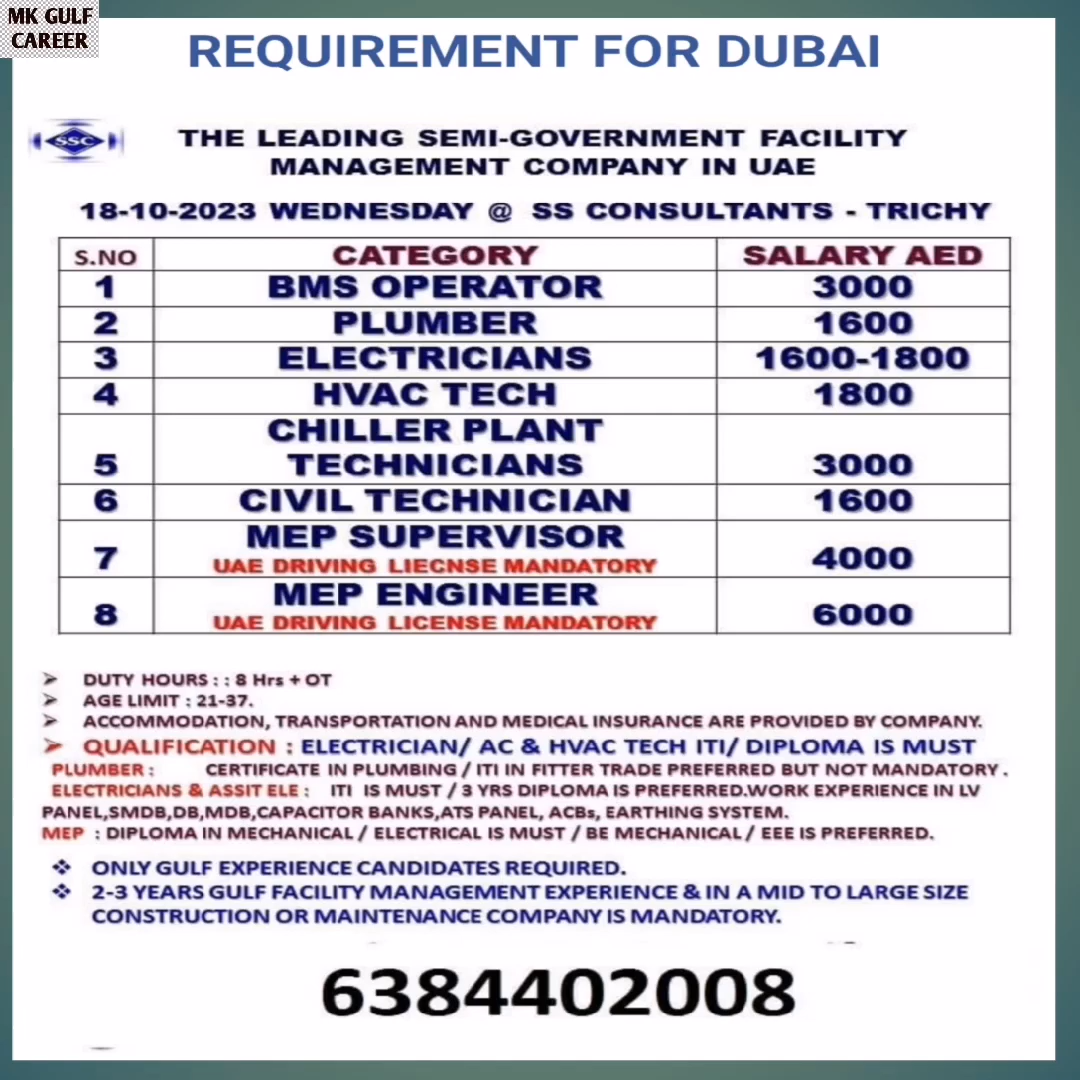 MK GULF
CAREER
REQUIREMENT FOR DUBAI
SSC
THE LEADING SEMI-GOVERNMENT FACILITY
MANAGEMENT COMPANY IN UAE
18-10-2023 WEDNESDAY @ SS CONSULTANTS - TRICHY
S.NO CATEGORY SALARY AED
1 BMS OPERATOR 3000
2 PLUMBER 1600
3 ELECTRICIANS 1600-1800
4 HVAC TECH 1800
CHILLER PLANT
5 TECHNICIANS 3000
6 CIVIL TECHNICIAN 1600
MEP SUPERVISOR
7 UAE DRIVING LIECNSE MANDATORY 4000
MEP ENGINEER
8 UAE DRIVING LICENSE MANDATORY 6000
➢ DUTY HOURS : : 8 Hrs + OT
➢ AGE LIMIT : 21-37.
➢ ACCOMMODATION, TRANSPORTATION AND MEDICAL INSURANCE ARE PROVIDED BY COMPANY.
➢ QUALIFICATION : ELECTRICIAN/ AC & HVAC TECH ITI/ DIPLOMA IS MUST
PLUMBER : CERTIFICATE IN PLUMBING / ITI IN FITTER TRADE PREFERRED BUT NOT MANDATORY.
ELECTRICIANS & ASSIT ELE : ITI IS MUST / 3 YRS DIPLOMA IS PREFERRED.WORK EXPERIENCE IN LV
PANEL,SMDB,DB,MDB,CAPACITOR BANKS,ATS PANEL, ACBs, EARTHING SYSTEM.
MEP : DIPLOMA IN MECHANICAL / ELECTRICAL IS MUST / BE MECHANICAL / EEE IS PREFERRED.
❖ ONLY GULF EXPERIENCE CANDIDATES REQUIRED.
❖ 2-3 YEARS GULF FACILITY MANAGEMENT EXPERIENCE & IN A MID TO LARGE SIZE
CONSTRUCTION OR MAINTENANCE COMPANY IS MANDATORY.
6384402008